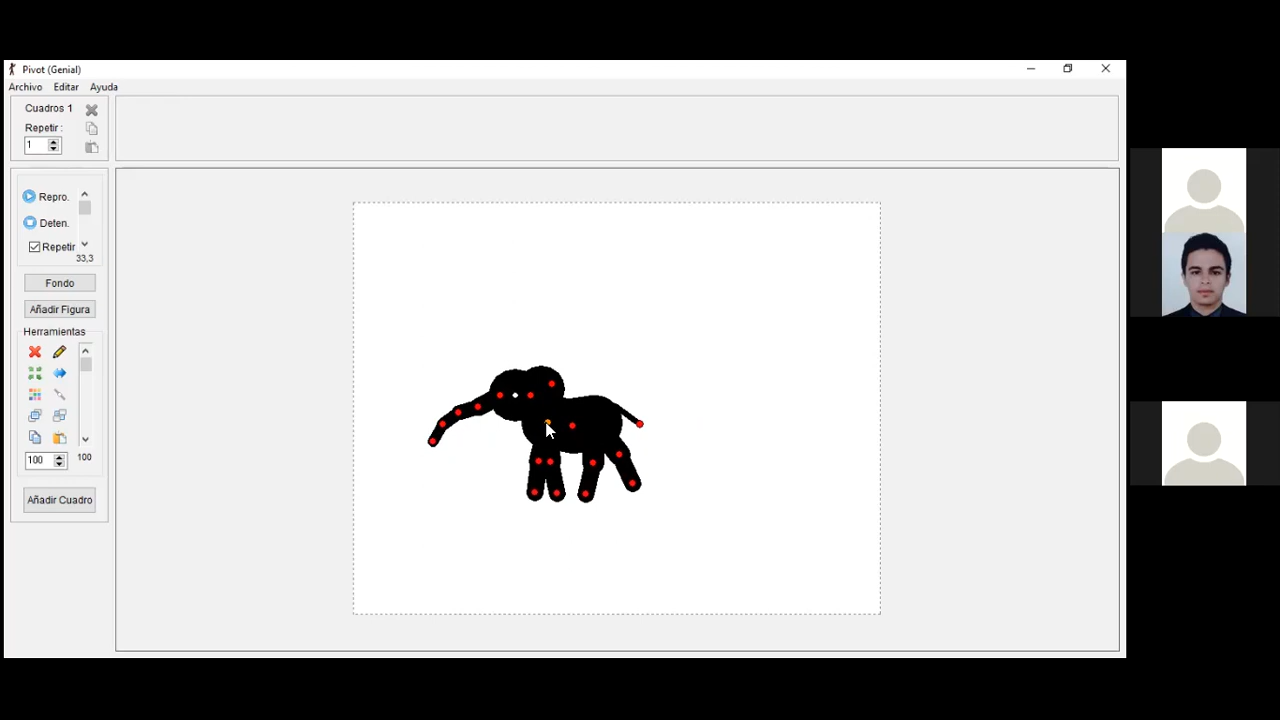 Pivot (Genial)
Archivo Editar Ayuda
Cuadros 1
Repetir :
1
Repro.
Deten.
Repetir
33,3
Fondo
Añadir Figura
Herramientas
100 100
Añadir Cuadro